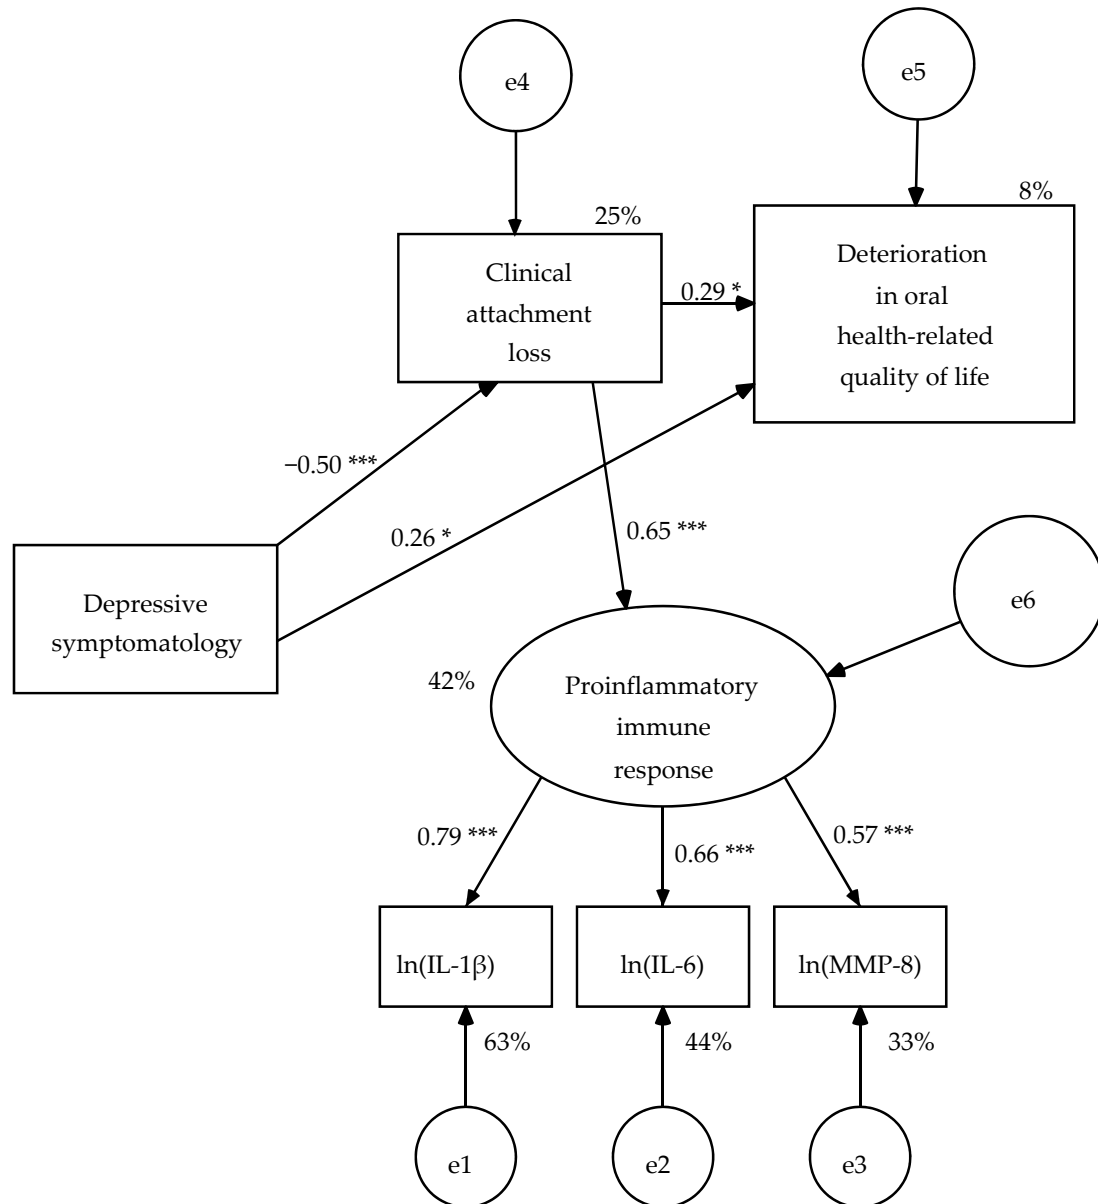 e4
e5
25%
8%
Clinical
attachment
loss
0.29 *
Deterioration
in oral
health-related
quality of life
−0.50 ***
0.26 *
0.65 ***
Depressive
symptomatology
e6
42%
Proinflammatory
immune
response
0.79 ***
0.66 ***
0.57 ***
ln(IL-1β)
ln(IL-6)
ln(MMP-8)
63%
44%
33%
e1
e2
e3